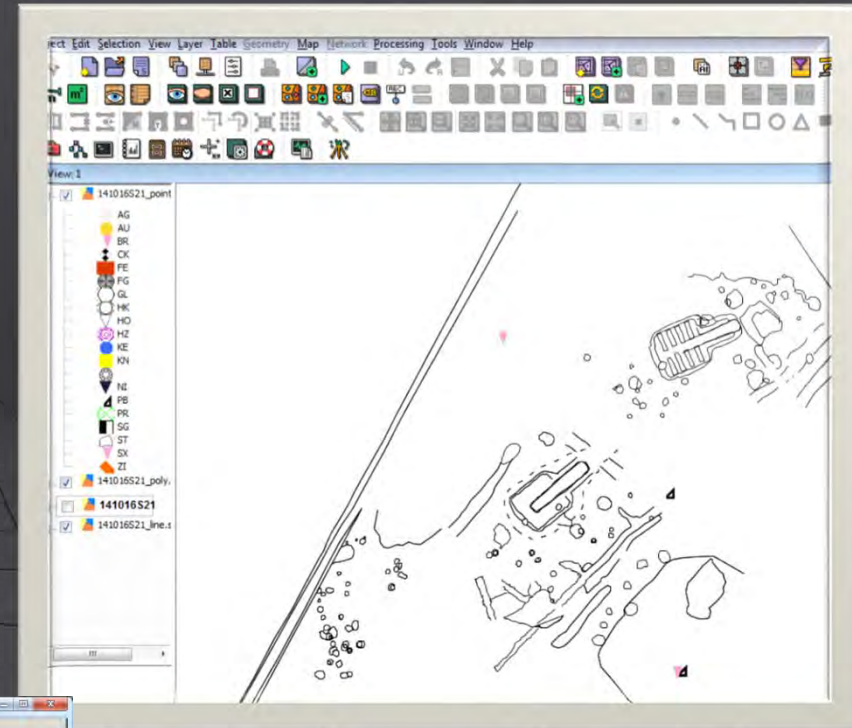 Edit Selection View Layer Table Geometry Map Network Processing Tools Window Help
View: 1
141016S21_point
AG
AU
BR
CK
FE
FG
GL
HK
HO
HZ
KE
KN
NI
PB
PR
SG
ST
SX
ZI
141016S21_poly.
141016S21
141016S21_line.s